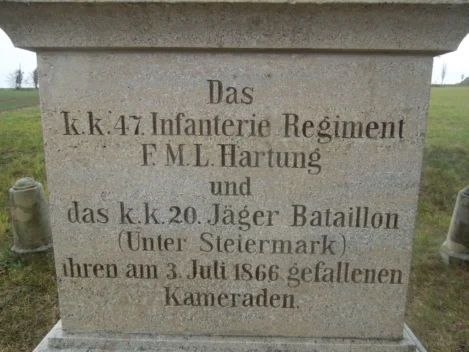 Das
k.k.47.Infanterie Regiment
F.M.L.Hartung
und
das k.k.20. Jäger Bataillon
(Unter Steiermark)
ihren am 3. Juli 1866 gefallenen
Kameraden.